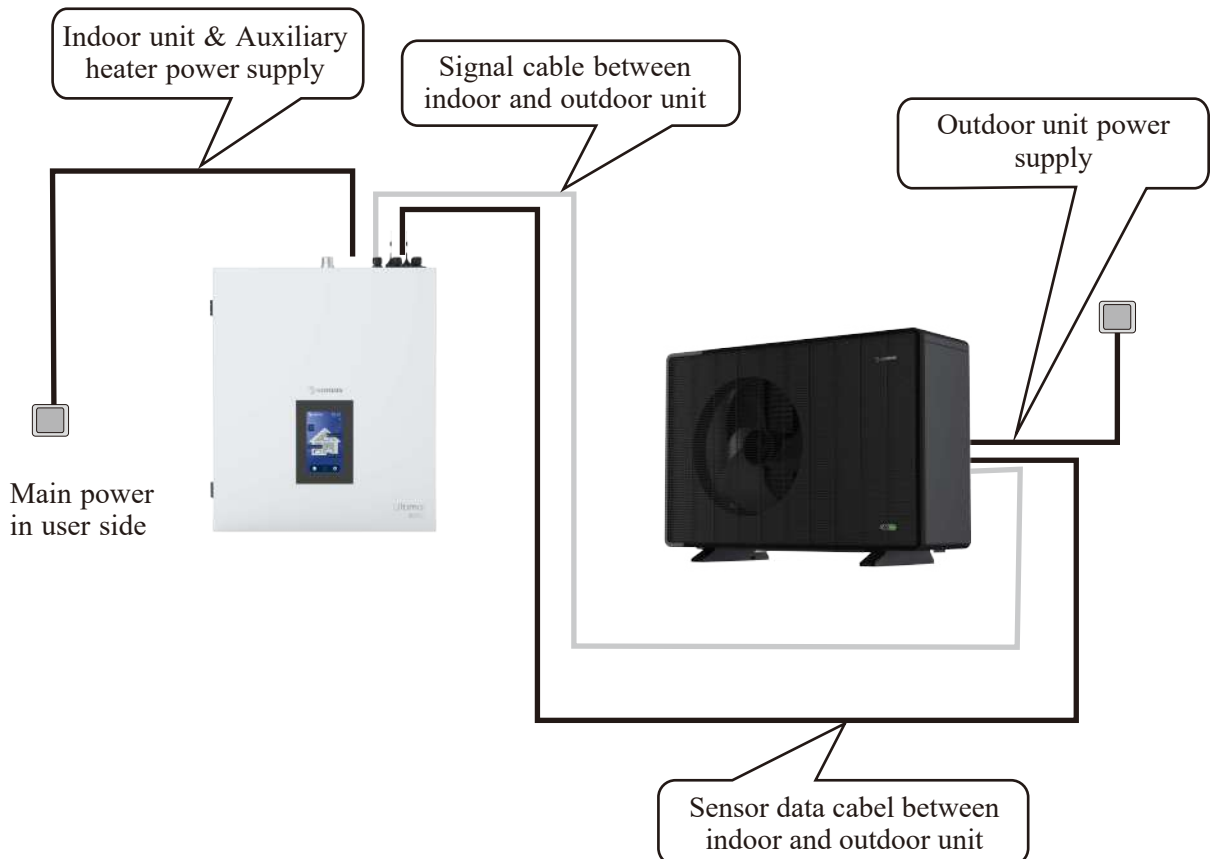 Indoor unit & Auxiliary
heater power supply
Signal cable between
indoor and outdoor unit
Outdoor unit power
supply
Main power
in user side
Sensor data cabel between
indoor and outdoor unit